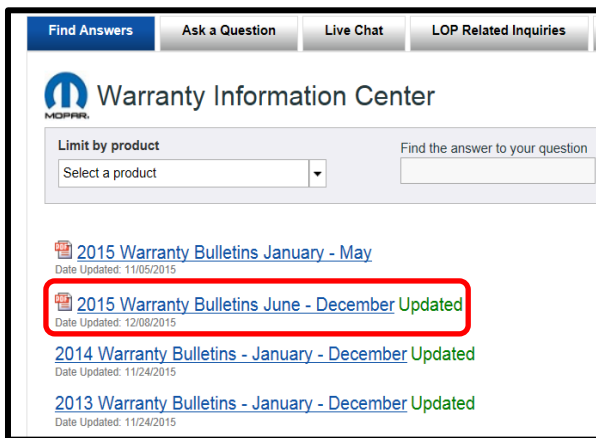 Find Answers Ask a Question Live Chat LOP Related Inquiries
MOPAR. Warranty Information Center
Limit by product Find the answer to your question
Select a product
2015 Warranty Bulletins January - May
Date Updated: 11/05/2015
2015 Warranty Bulletins June - December Updated
Date Updated: 12/08/2015
2014 Warranty Bulletins - January - December Updated
Date Updated: 11/24/2015
2013 Warranty Bulletins - January - December Updated
Date Updated: 11/24/2015